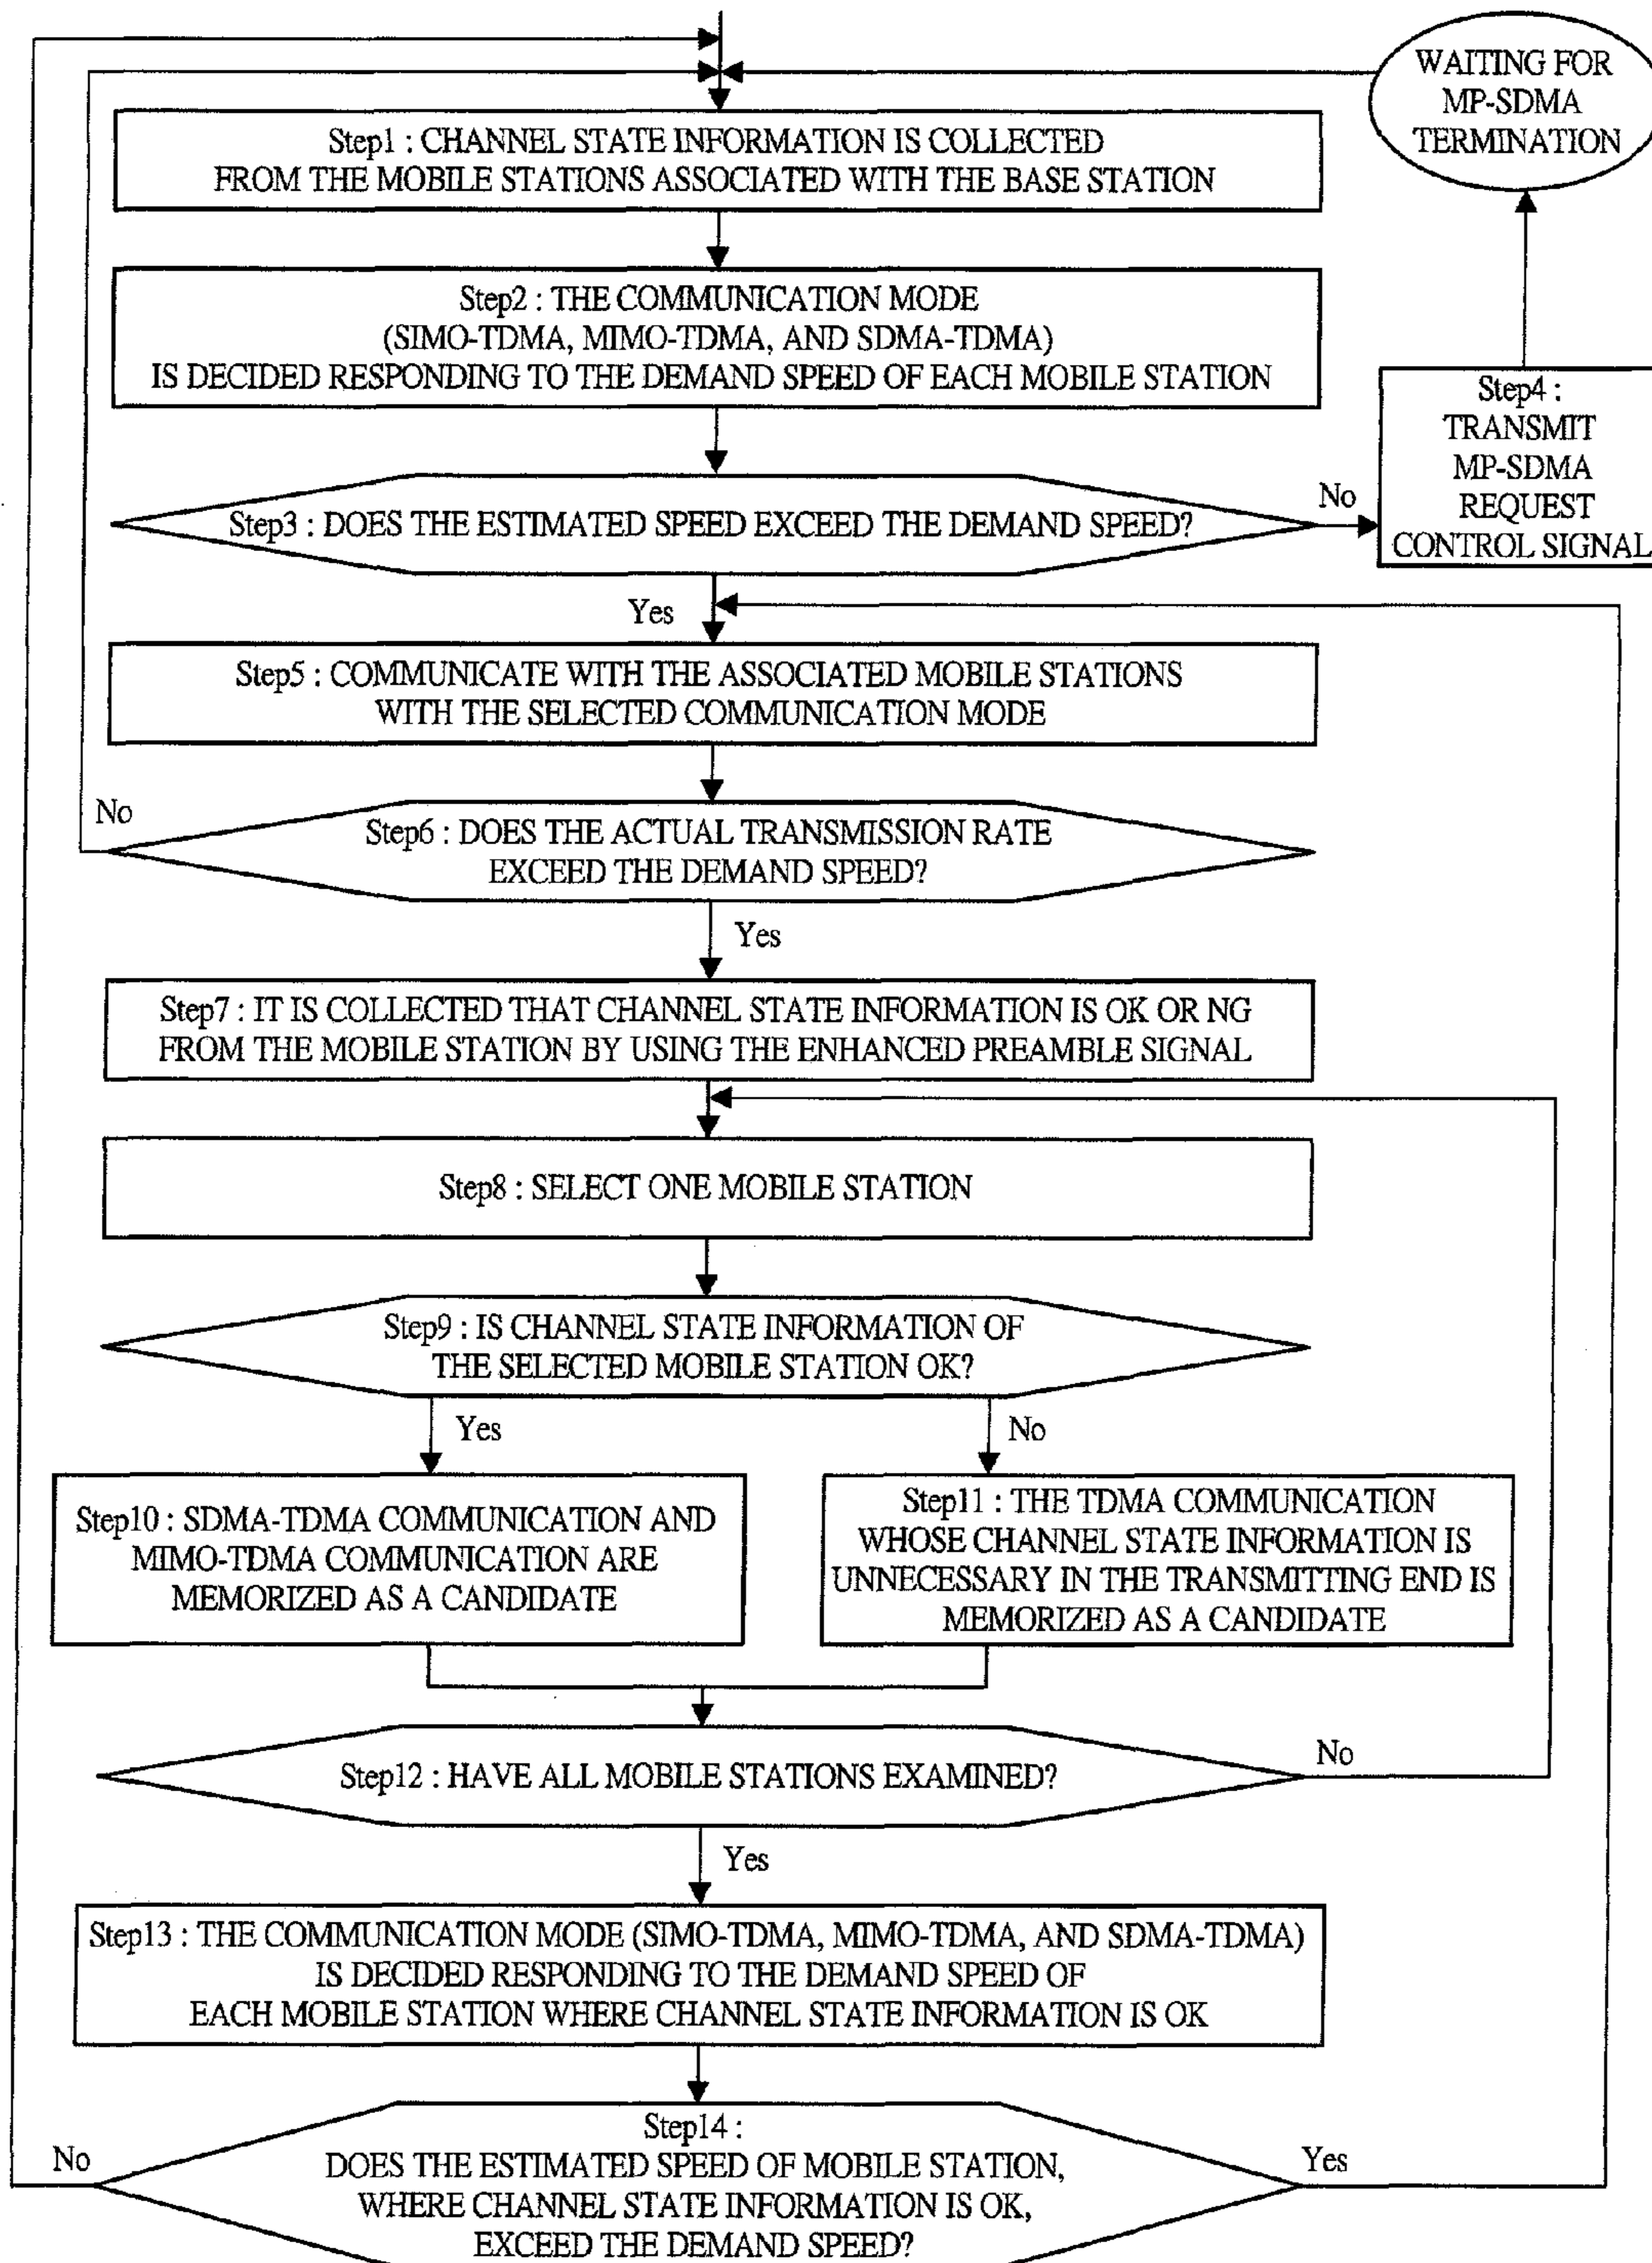 WAITING FOR
MP-SDMA
TERMINATION
Step1 : CHANNEL STATE INFORMATION IS COLLECTED
FROM THE MOBILE STATIONS ASSOCIATED WITH THE BASE STATION
Step2 : THE COMMUNICATION MODE
(SIMO-TDMA, MIMO-TDMA, AND SDMA-TDMA)
IS DECIDED RESPONDING TO THE DEMAND SPEED OF EACH MOBILE STATION
Step3 : DOES THE ESTIMATED SPEED EXCEED THE DEMAND SPEED?
No
Step4 :
TRANSMIT
MP-SDMA
REQUEST
CONTROL SIGNAL
Yes
Step5 : COMMUNICATE WITH THE ASSOCIATED MOBILE STATIONS
WITH THE SELECTED COMMUNICATION MODE
No
Step6 : DOES THE ACTUAL TRANSMISSION RATE
EXCEED THE DEMAND SPEED?
Yes
Step7 : IT IS COLLECTED THAT CHANNEL STATE INFORMATION IS OK OR NG
FROM THE MOBILE STATION BY USING THE ENHANCED PREAMBLE SIGNAL
Step8 : SELECT ONE MOBILE STATION
Step9 : IS CHANNEL STATE INFORMATION OF
THE SELECTED MOBILE STATION OK?
Yes
No
Step10 : SDMA-TDMA COMMUNICATION AND
MIMO-TDMA COMMUNICATION ARE
MEMORIZED AS A CANDIDATE
Step11 : THE TDMA COMMUNICATION
WHOSE CHANNEL STATE INFORMATION IS
UNNECESSARY IN THE TRANSMITTING END IS
MEMORIZED AS A CANDIDATE
Step12 : HAVE ALL MOBILE STATIONS EXAMINED?
No
Yes
Step13 : THE COMMUNICATION MODE (SIMO-TDMA, MIMO-TDMA, AND SDMA-TDMA)
IS DECIDED RESPONDING TO THE DEMAND SPEED OF
EACH MOBILE STATION WHERE CHANNEL STATE INFORMATION IS OK
No
Step14 :
DOES THE ESTIMATED SPEED OF MOBILE STATION,
WHERE CHANNEL STATE INFORMATION IS OK,
EXCEED THE DEMAND SPEED?
Yes